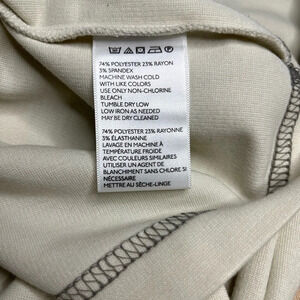 74% POLYESTER 23% RAYON
3% SPANDEX
MACHINE WASH COLD
WITH LIKE COLORS
USE ONLY NON-CHLORINE
BLEACH
TUMBLE DRY LOW
LOW IRON AS NEEDED
MAY BE DRY CLEANED
74% POLYESTER 23% RAYONNE
3% ÉLASTHANNE
LAVAGE EN MACHINE À
TEMPÉRATURE FROIDE
AVEC COULEURS SIMILAIRES
UTILISER UN AGENT DE
BLANCHIMENT SANS CHLORE SI
NÉCESSAIRE
METTRE AU SÈCHE-LINGE